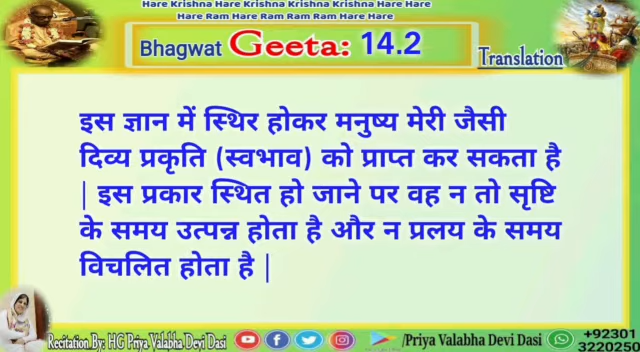 Hare Krishna Hare Krishna Krishna Krishna Hare Hare
Hare Ram Hare Ram Ram Ram Hare Hare
Bhagwat Geeta: 14.2
Translation
इस ज्ञान में स्थिर होकर मनुष्य मेरी जैसी
दिव्य प्रकृति (स्वभाव) को प्राप्त कर सकता है
| इस प्रकार स्थित हो जाने पर वह न तो सृष्टि
के समय उत्पन्न होता है और न प्रलय के समय
विचलित होता है |
Recitation By: HG Priya Valabha Devi Dasi
/Priya Valabha Devi Dasi
+92301
3220250